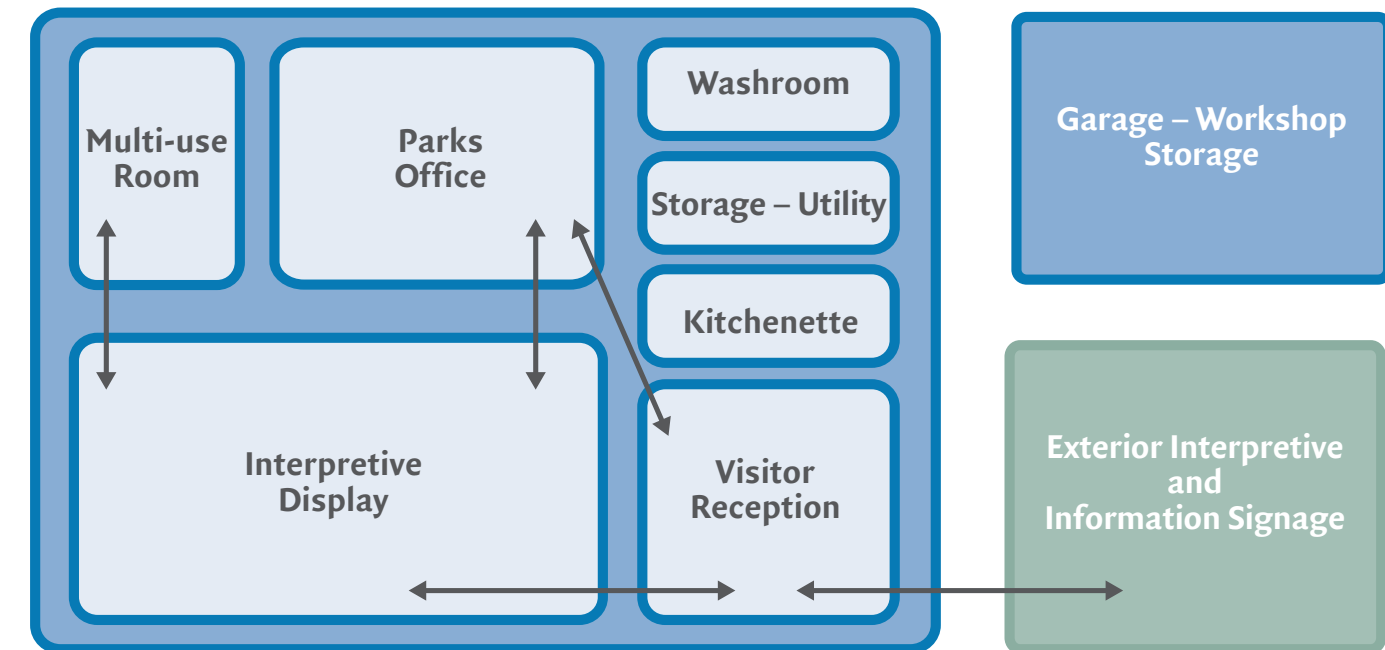 Multi-use
Room
Parks
Office
Washroom
Storage – Utility
Kitchenette
Interpretive
Display
Visitor
Reception
Garage – Workshop
Storage
Exterior Interpretive
and
Information Signage